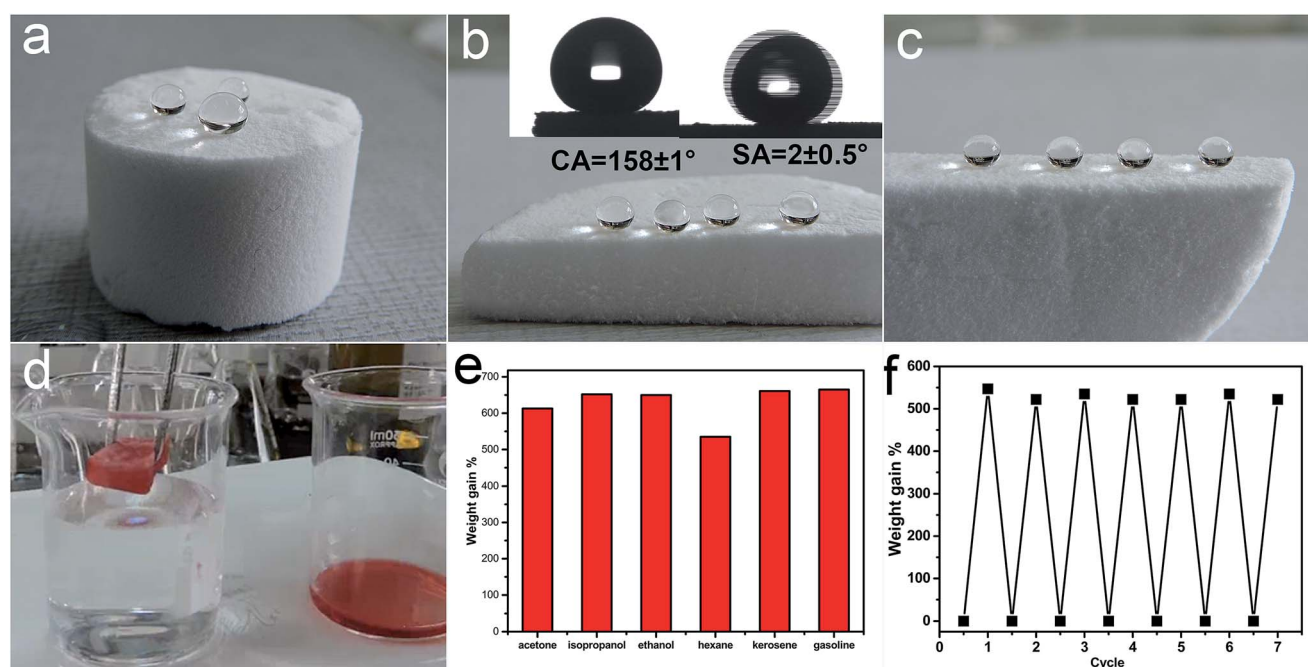 a
b
CA=158±1°
SA=2±0.5°
c
d
e
700
600
500
400
300
200
100
0
Weight gain %
acetone isopropanol ethanol hexane kerosene gasoline
f
600
500
400
300
200
100
0
Weight gain %
0 1 2 3 4 5 6 7
Cycle